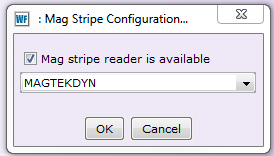 WF : Mag Stripe Configuration...
Mag stripe reader is available
MAGTEKDYN
OK Cancel